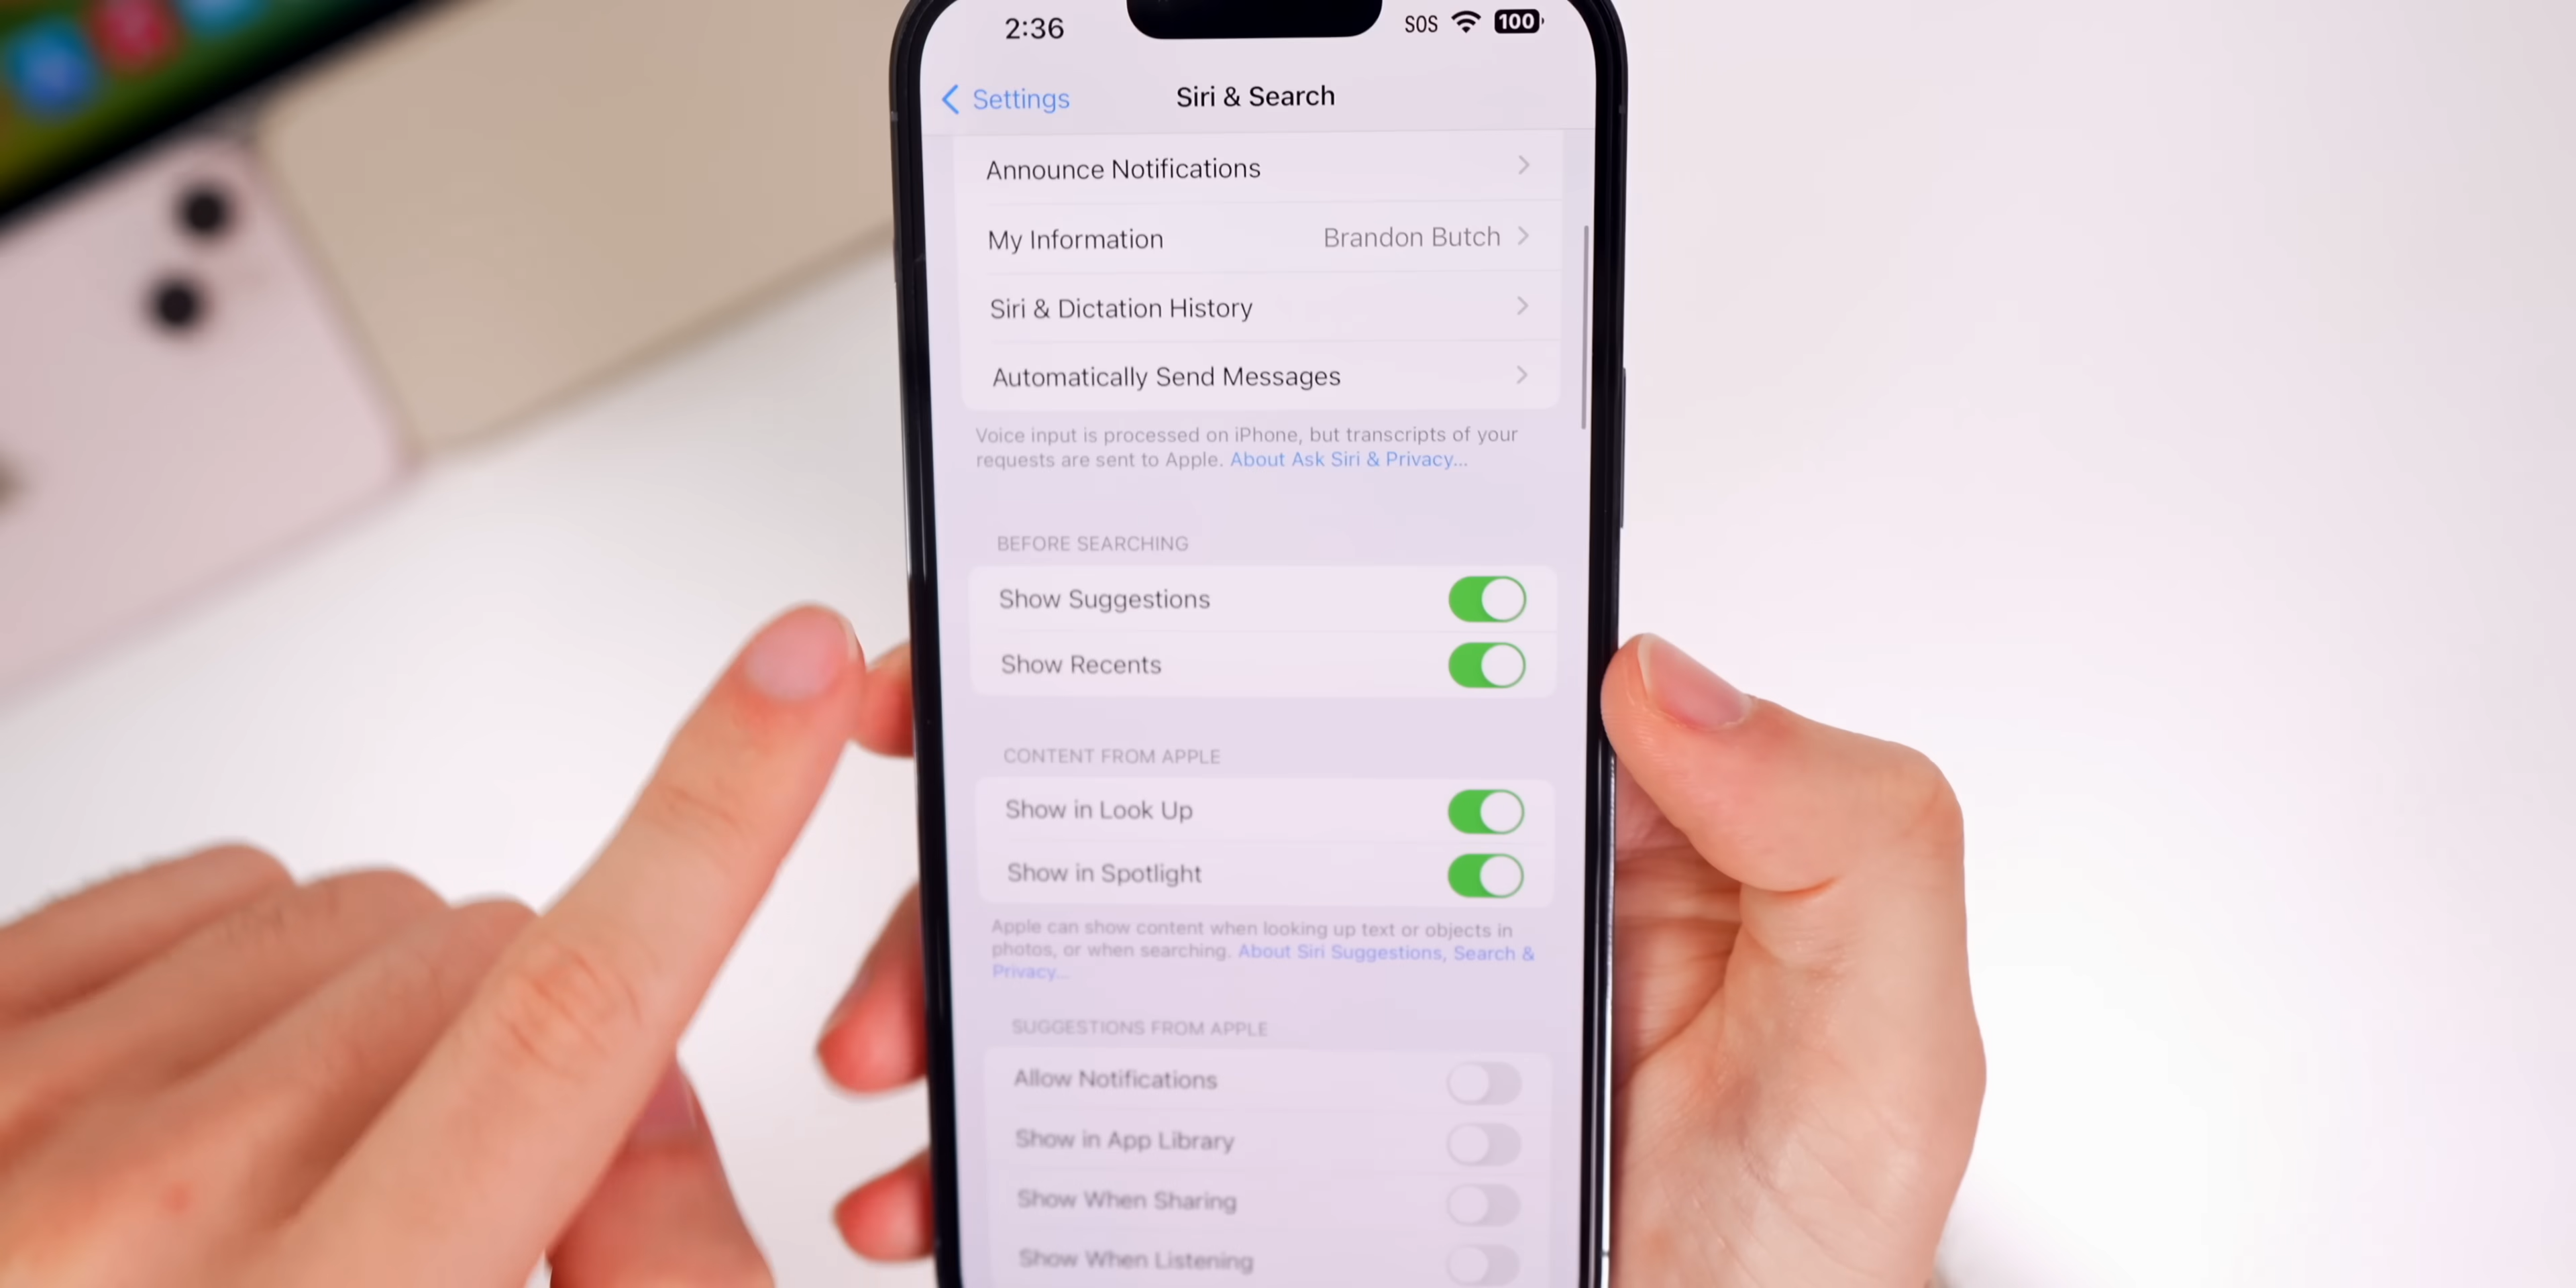 2:36
SOS 100
Settings
Siri & Search
Announce Notifications
My Information Brandon Butch
Siri & Dictation History
Automatically Send Messages
Voice input is processed on iPhone, but transcripts of your
requests are sent to Apple. About Ask Siri & Privacy...
BEFORE SEARCHING
Show Suggestions
Show Recents
CONTENT FROM APPLE
Show in Look Up
Show in Spotlight
Apple can show content when looking up text or objects in
photos, or when searching. About Siri Suggestions, Search &
Privacy...
SUGGESTIONS FROM APPLE
Allow Notifications
Show in App Library
Show When Sharing
Show When Listening